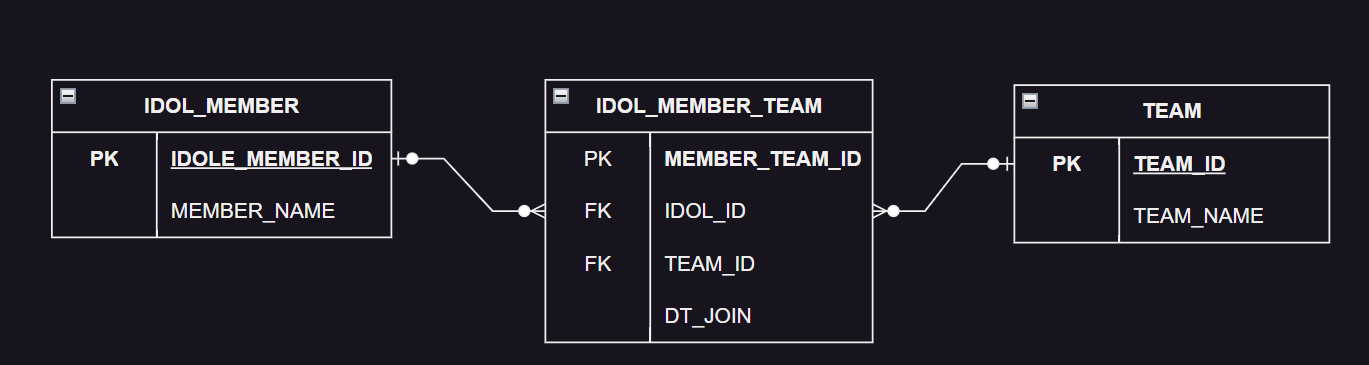 IDOL_MEMBER
PK IDOLE_MEMBER_ID
MEMBER_NAME
IDOL_MEMBER_TEAM
PK MEMBER_TEAM_ID
FK IDOL_ID
FK TEAM_ID
DT_JOIN
TEAM
PK TEAM_ID
TEAM_NAME